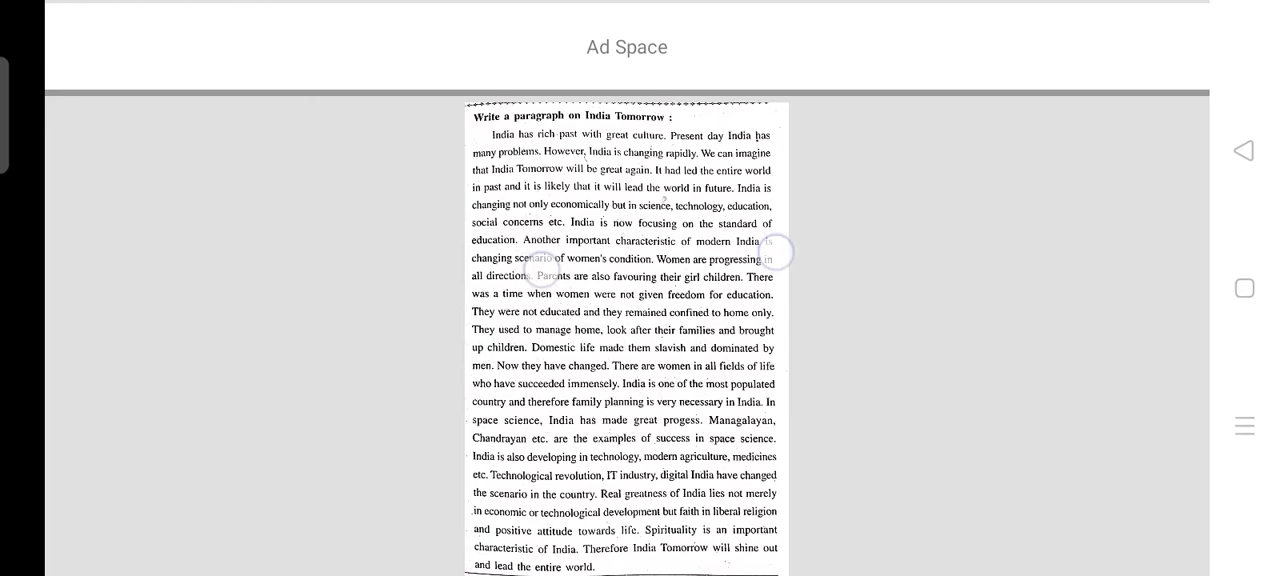 Ad Space
Write a paragraph on India Tomorrow :
India has rich past with great culture. Present day India has
many problems. However, India is changing rapidly. We can imagine
that India Tomorrow will be great again. It had led the entire world
in past and it is likely that it will lead the world in future. India is
changing not only economically but in science, technology, education,
social concerns etc. India is now focusing on the standard of
education. Another important characteristic of modern India is
changing scenario of women's condition. Women are progressing in
all directions. Parents are also favouring their girl children. There
was a time when women were not given freedom for education.
They were not educated and they remained confined to home only.
They used to manage home, look after their families and brought
up children. Domestic life made them slavish and dominated by
men. Now they have changed. There are women in all fields of life
who have succeeded immensely. India is one of the most populated
country and therefore family planning is very necessary in India. In
space science, India has made great progess. Managalayan,
Chandrayan etc. are the examples of success in space science.
India is also developing in technology, modern agriculture, medicines
etc. Technological revolution, IT industry, digital India have changed
the scenario in the country. Real greatness of India lies not merely
in economic or technological development but faith in liberal religion
and positive attitude towards life. Spirituality is an important
characteristic of India. Therefore India Tomorrow will shine out
and lead the entire world.